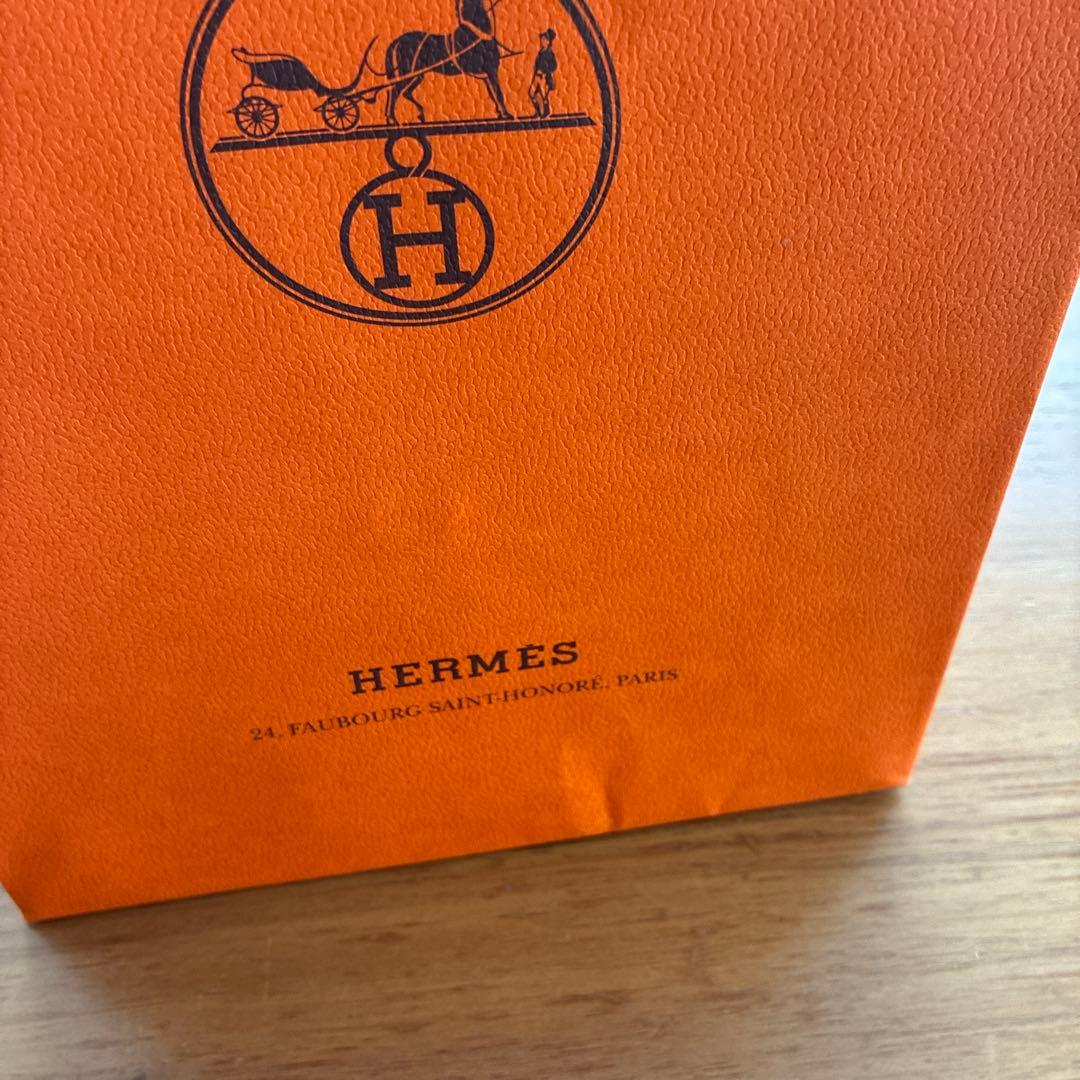 H
HERMÈS
24, FAUBOURG SAINT-HONORÉ, PARIS